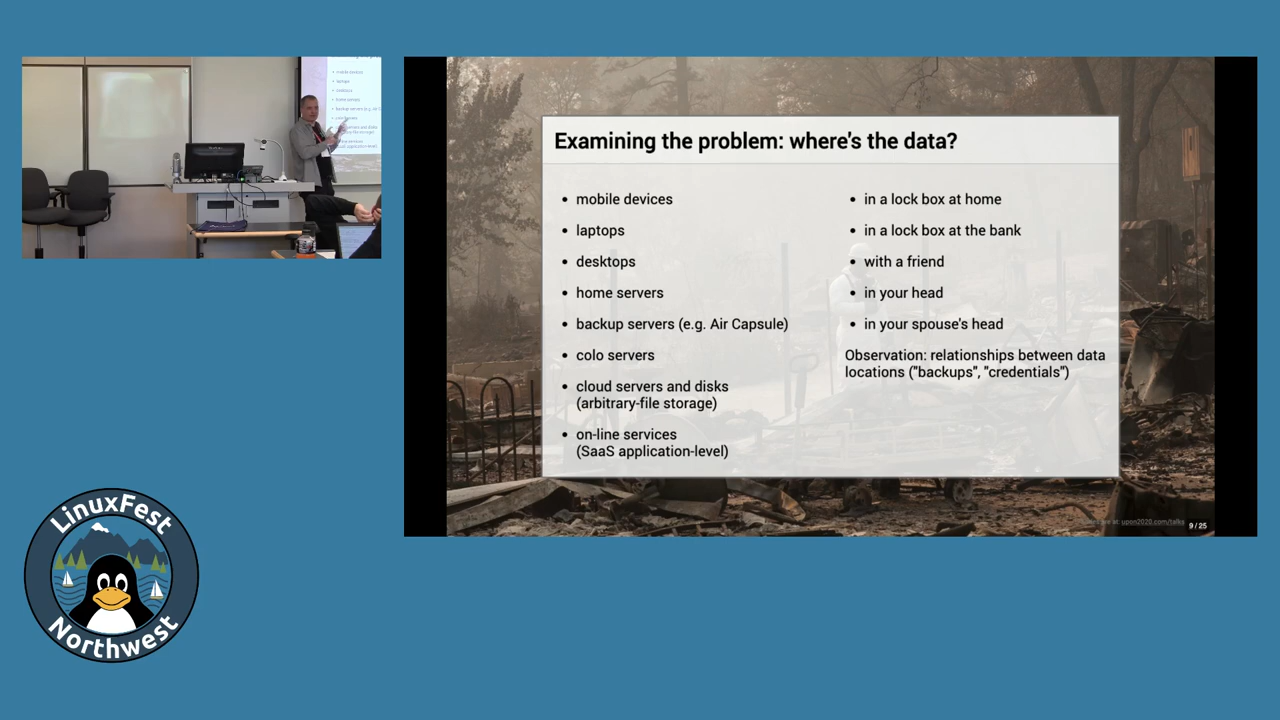 Examining the problem: where's the data?
• mobile devices
• laptops
• desktops
• home servers
• backup servers (e.g. Air Capsule)
• colo servers
• cloud servers and disks
(arbitrary-file storage)
• on-line services
(SaaS application-level)
• in a lock box at home
• in a lock box at the bank
• with a friend
• in your head
• in your spouse's head
Observation: relationships between data
locations ("backups", "credentials")
upon2020.com/talks
9 / 25
LinuxFest
Northwest